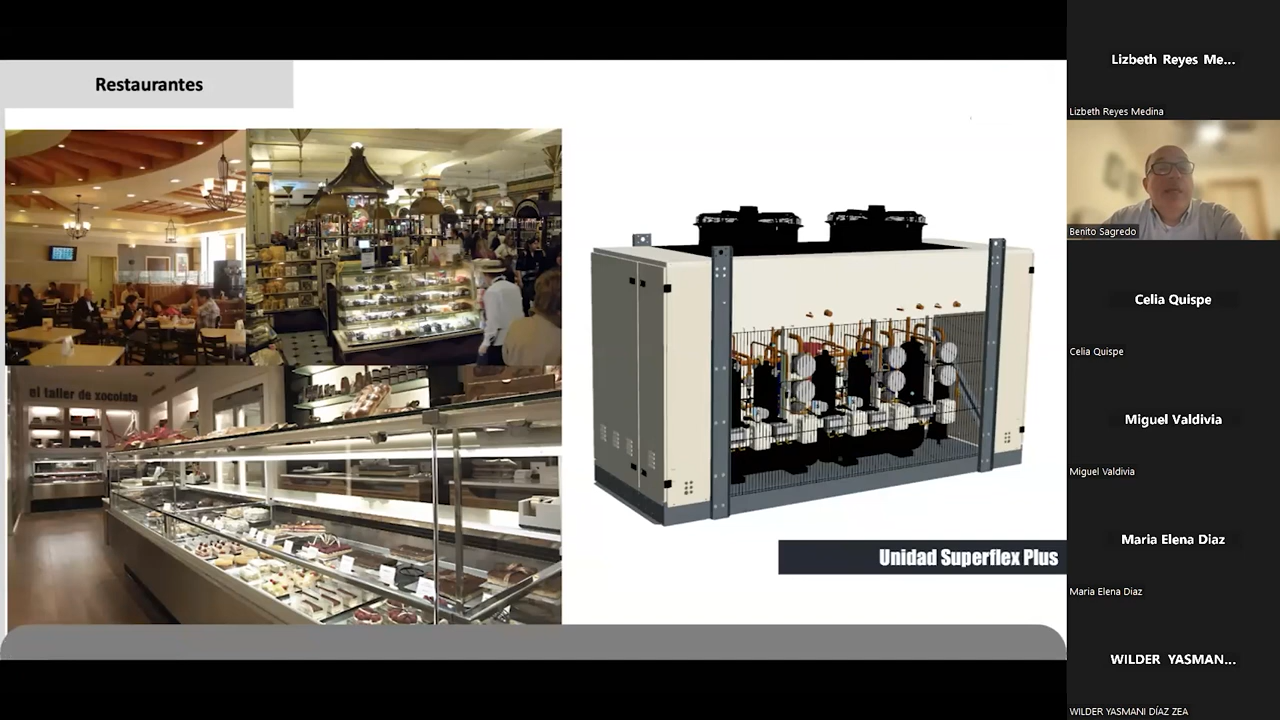 Restaurantes
el taller de xocolata
Unidad Superflex Plus
Lizbeth Reyes Me...
Lizbeth Reyes Medina
Benito Sagredo
Celia Quispe
Celia Quispe
Miguel Valdivia
Miguel Valdivia
Maria Elena Diaz
Maria Elena Diaz
WILDER YASMAN...
WILDER YASMANI DÍAZ ZEA